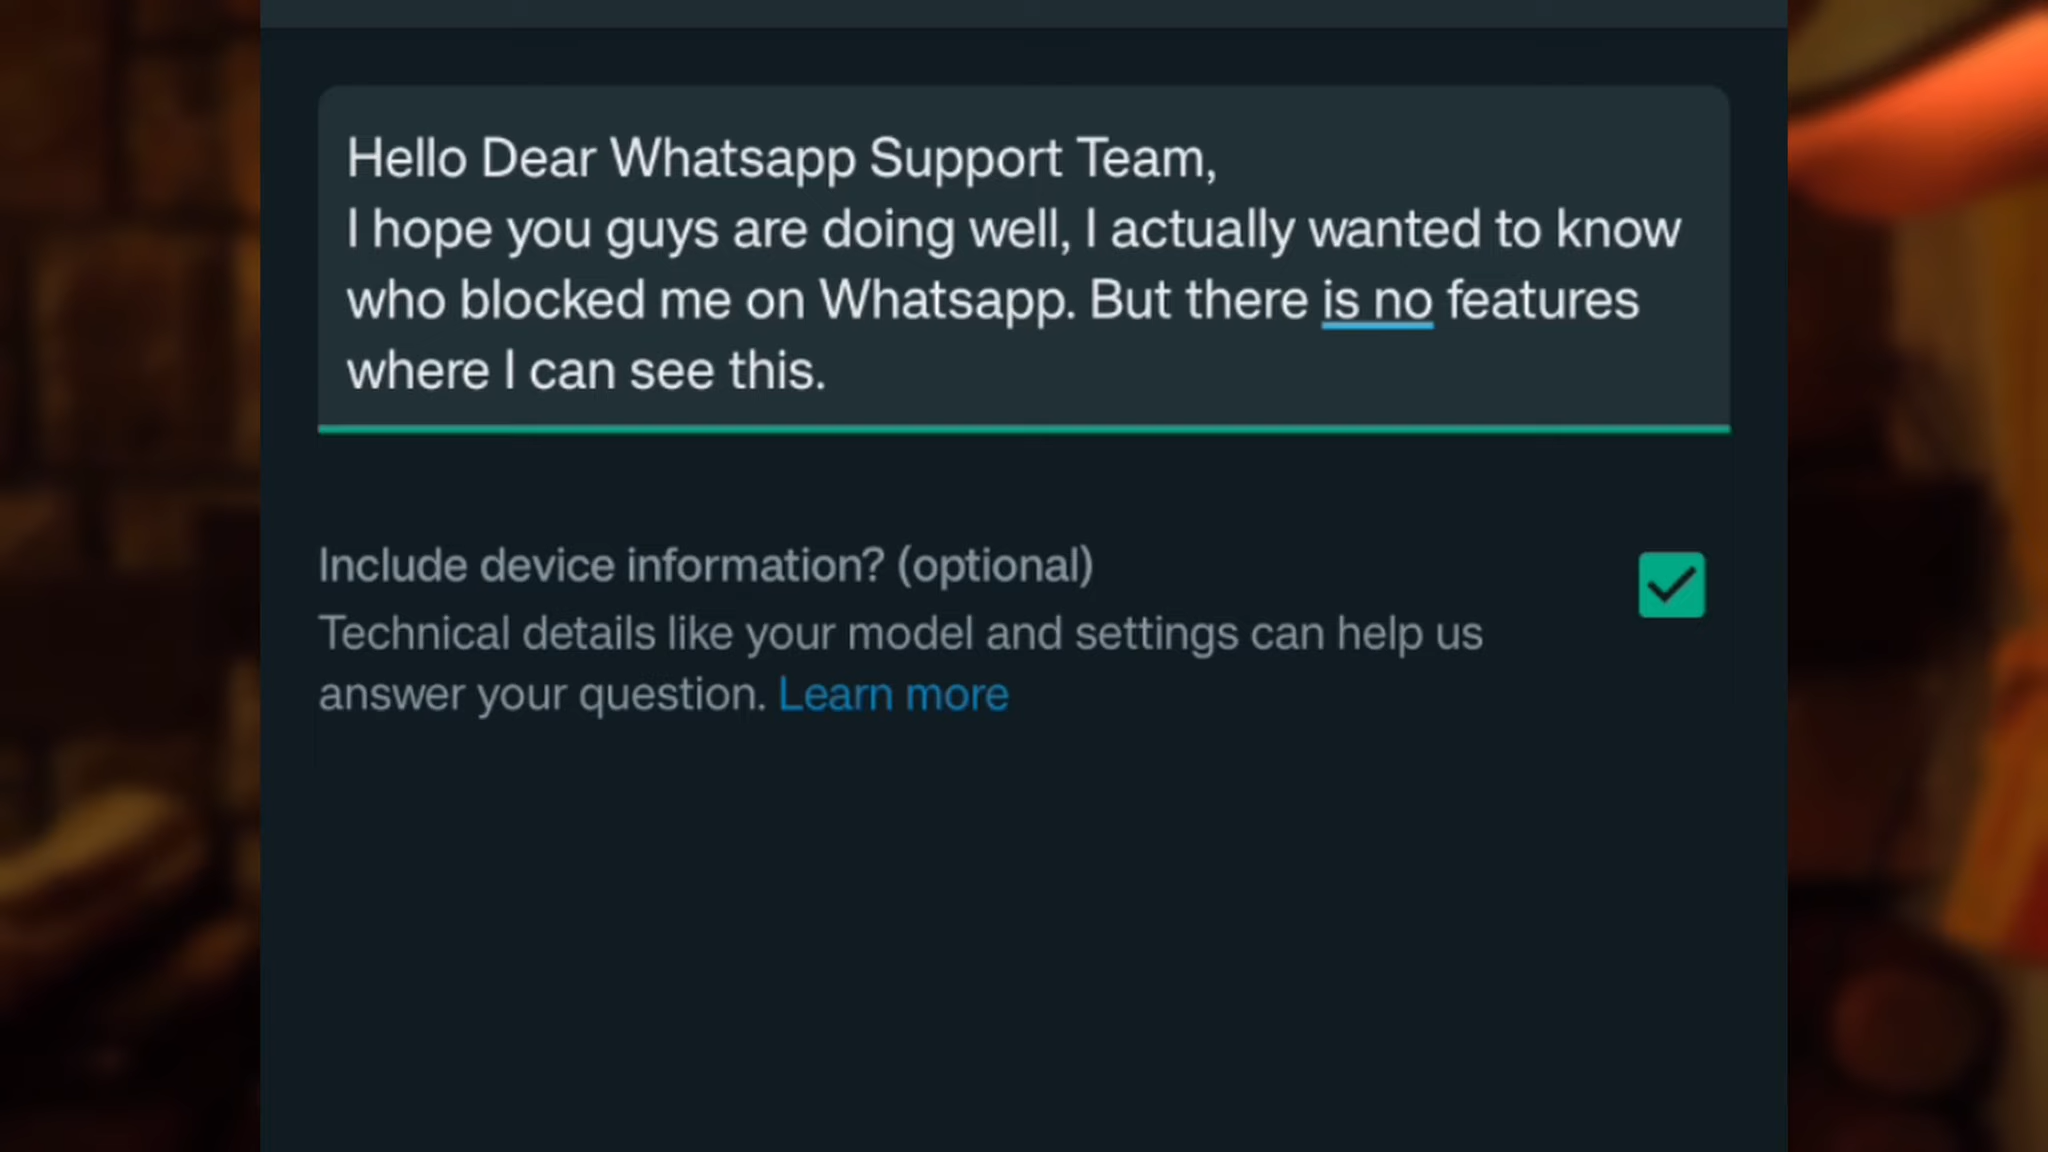 Hello Dear Whatsapp Support Team,
I hope you guys are doing well, I actually wanted to know
who blocked me on Whatsapp. But there is no features
where I can see this.
Include device information? (optional)
Technical details like your model and settings can help us
answer your question. Learn more